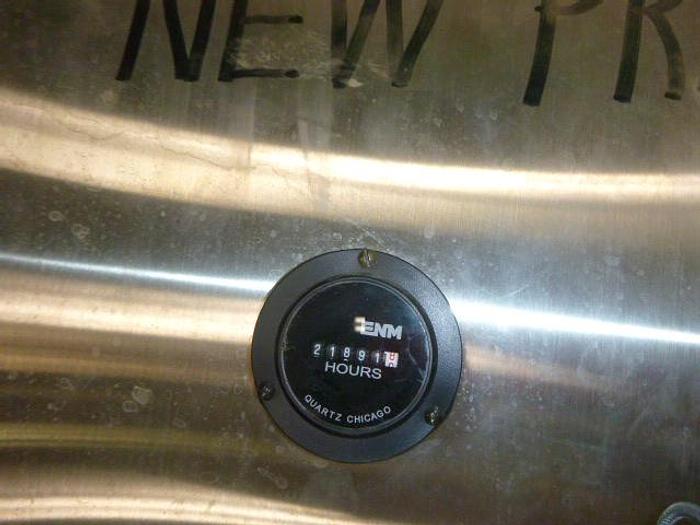 NEW PR
ENM
21891
HOURS
QUARTZ CHICAGO